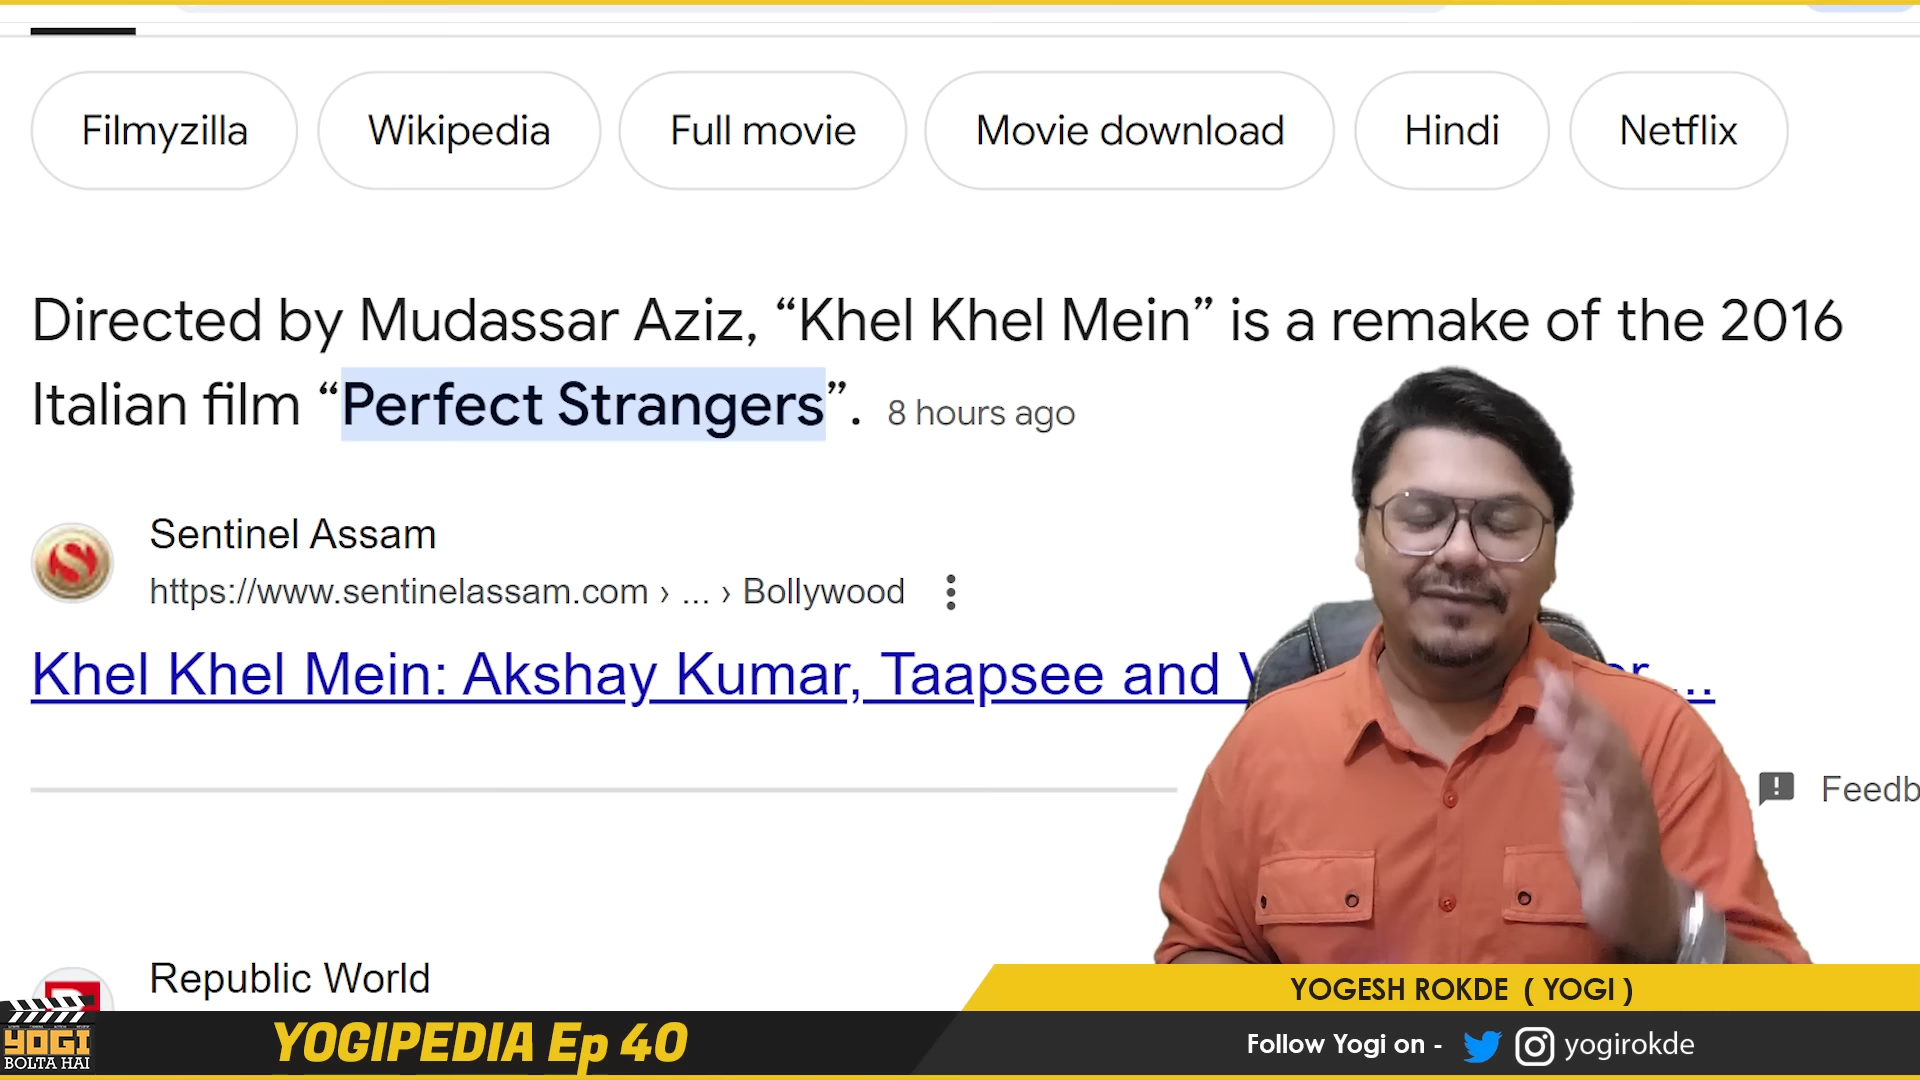 Filmyzilla
Wikipedia
Full movie
Movie download
Hindi
Netflix
Directed by Mudassar Aziz, “Khel Khel Mein” is a remake of the 2016
Italian film “Perfect Strangers”. 8 hours ago
Sentinel Assam
https://www.sentinelassam.com › ... › Bollywood
Khel Khel Mein: Akshay Kumar, Taapsee and
Feedb
Republic World
YOGESH ROKDE ( YOGI )
YOGI
BOLTA HAI
YOGIPEDIA Ep 40
Follow Yogi on - yogirokde